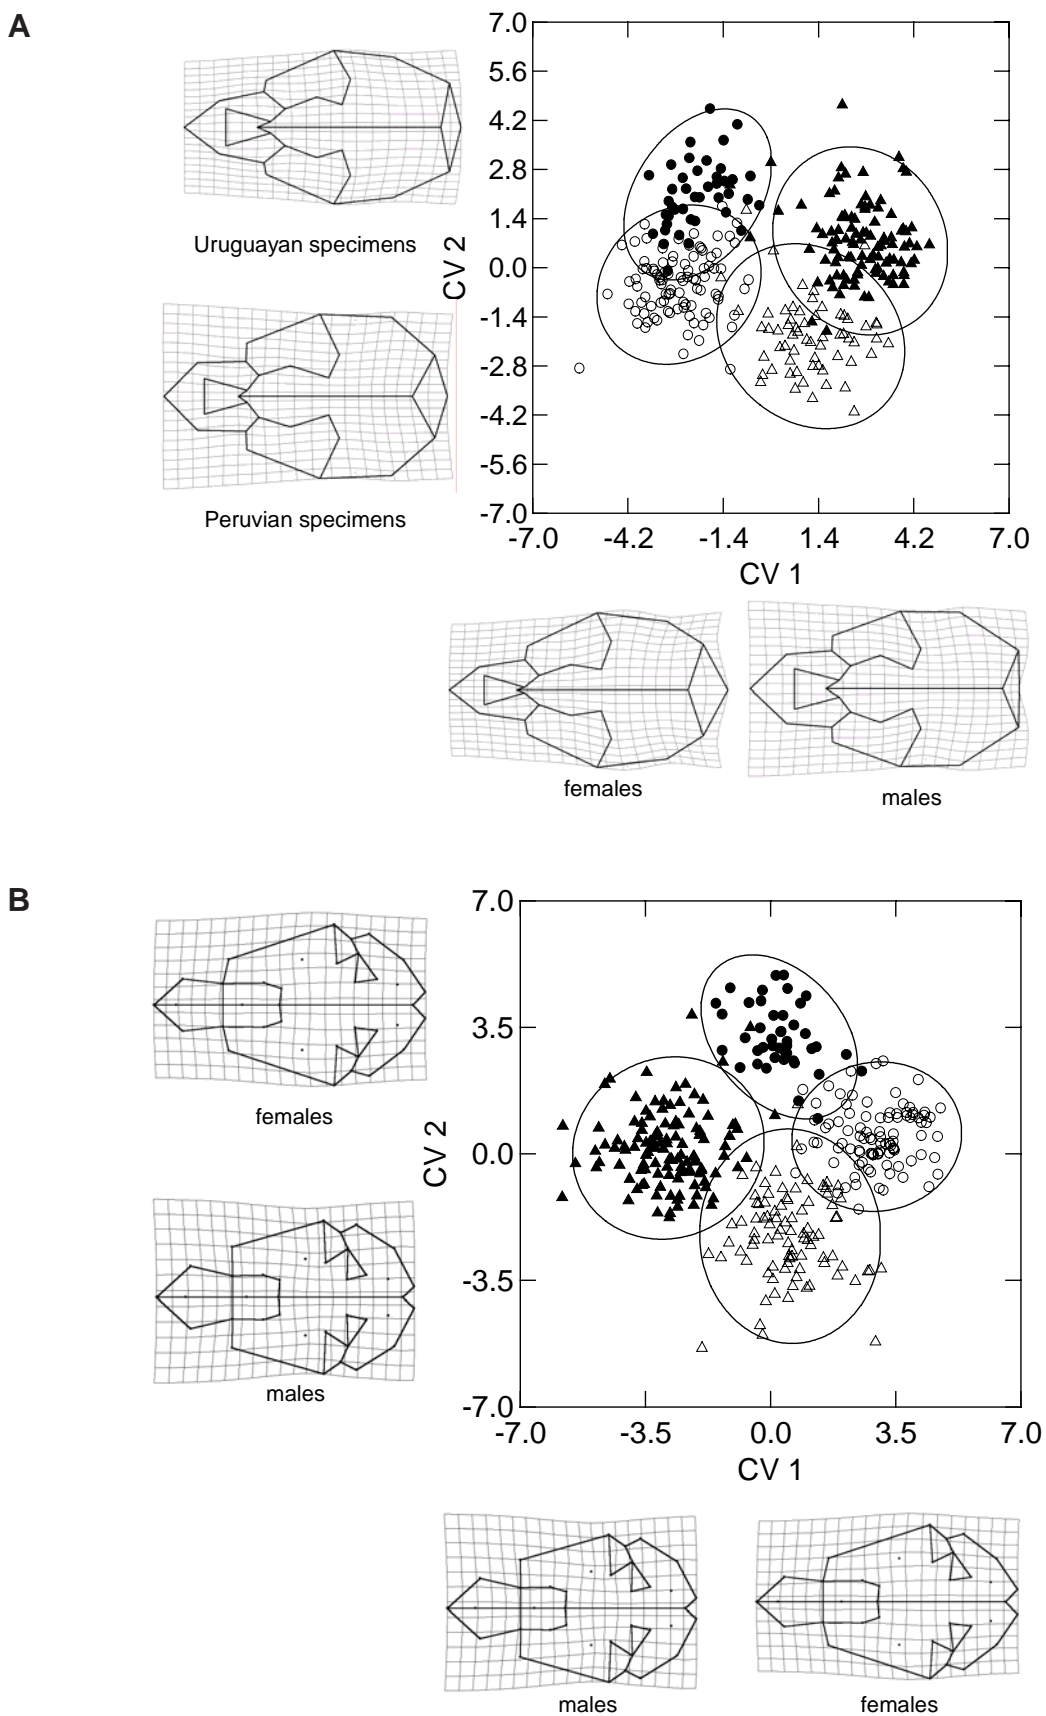 A
7.0
5.6
4.2
2.8
1.4
0.0
-1.4
-2.8
-4.2
-5.6
-7.0
CV 2
Uruguayan specimens
Peruvian specimens
-7.0 -4.2 -1.4 1.4 4.2 7.0
CV 1
females
males
B
7.0
3.5
0.0
-3.5
-7.0
CV 2
females
males
-7.0 -3.5 0.0 3.5 7.0
CV 1
males
females